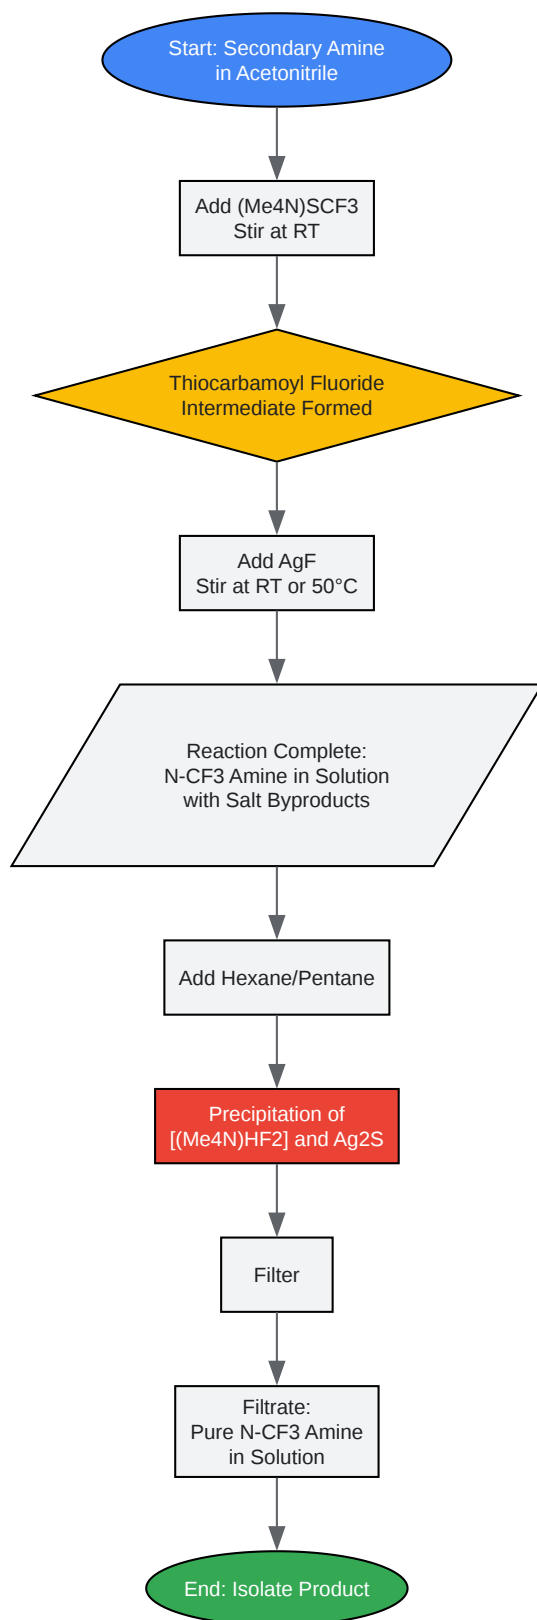 Start: Secondary Amine
in Acetonitrile
Add (Me4N)SCF3
Stir at RT
Thiocarbamoyl Fluoride
Intermediate Formed
Add AgF
Stir at RT or 50°C
Reaction Complete:
N-CF3 Amine in Solution
with Salt Byproducts
Add Hexane/Pentane
Precipitation of
[(Me4N)HF2] and Ag2S
Filter
Filtrate:
Pure N-CF3 Amine
in Solution
End: Isolate Product